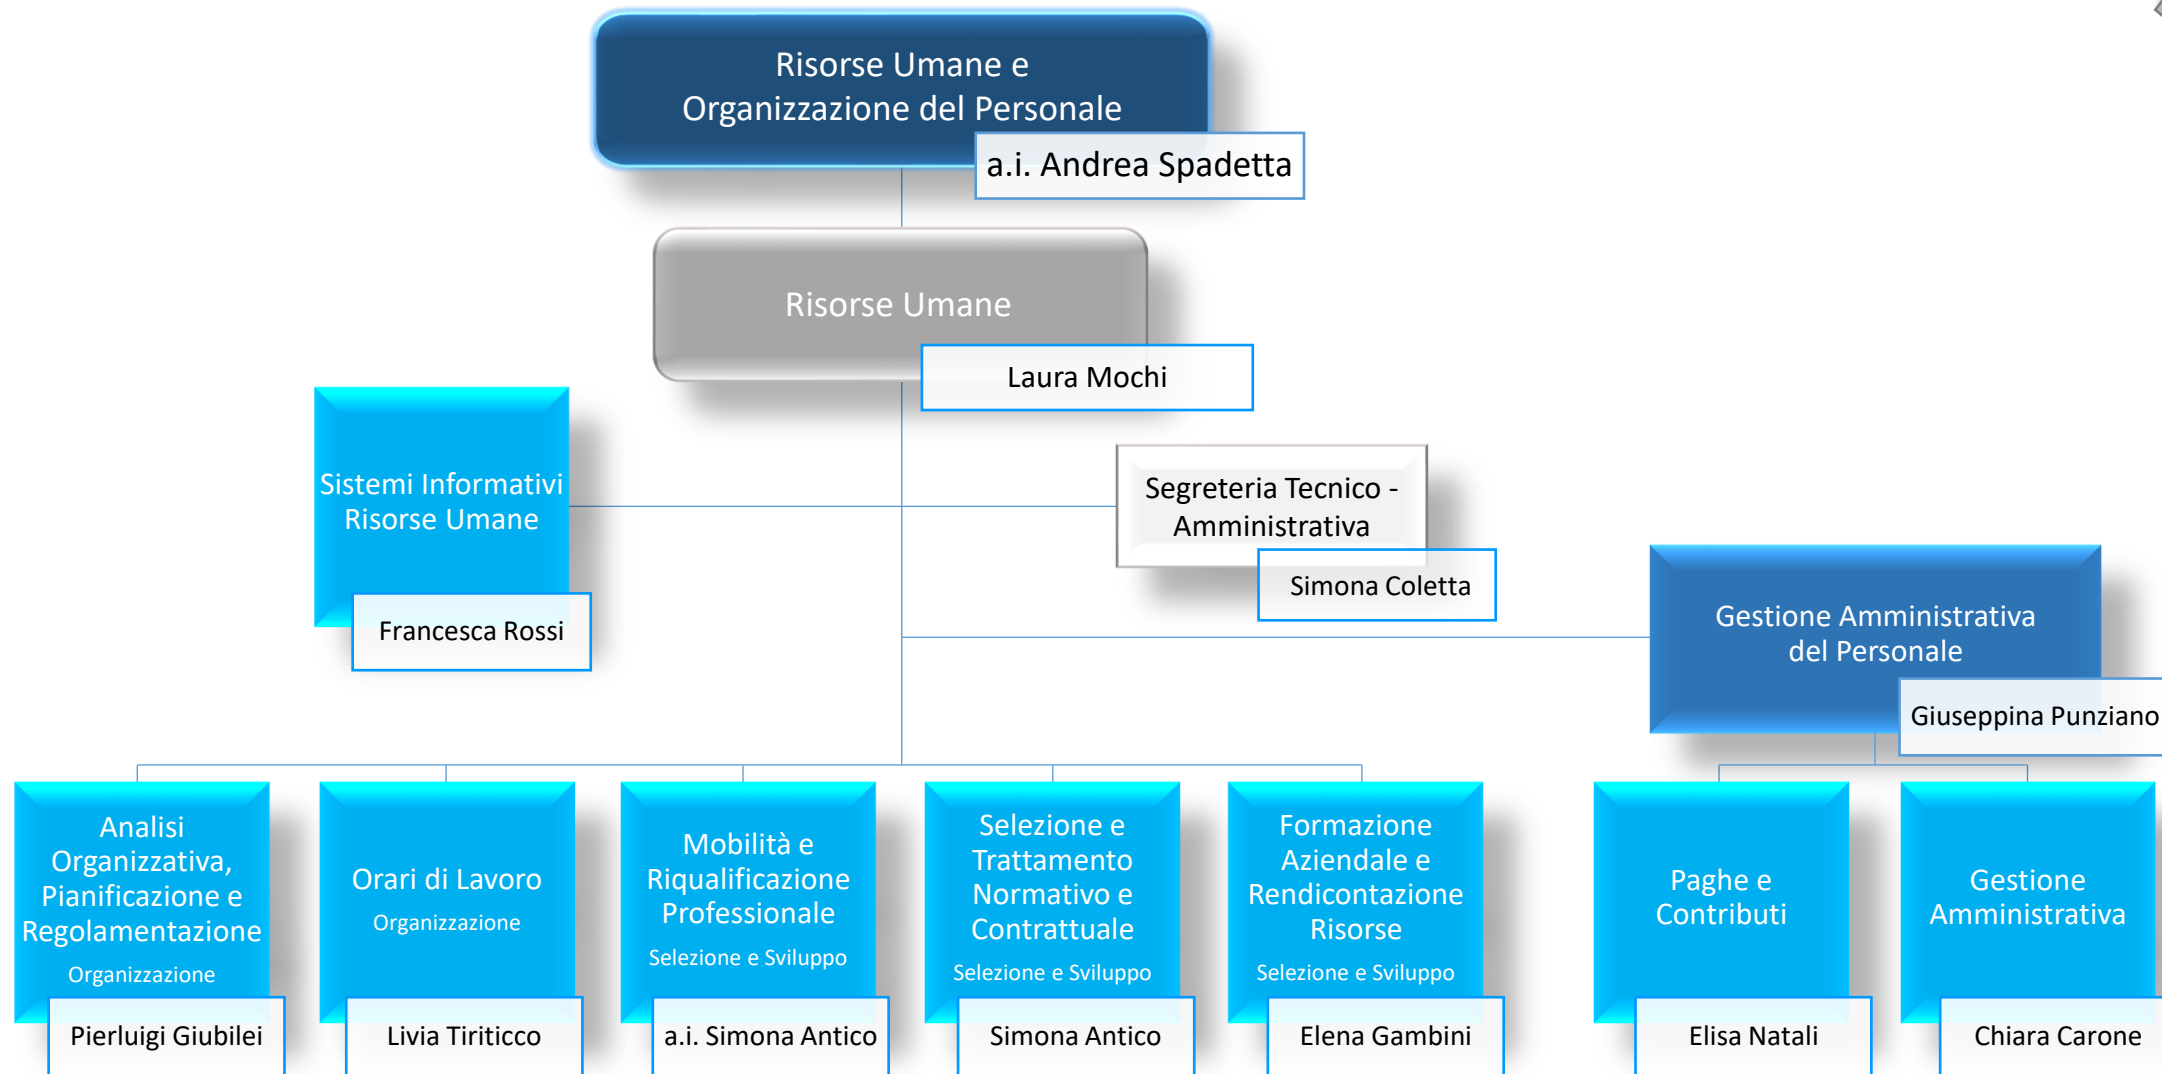 Risorse Umane e
Organizzazione del Personale
a.i. Andrea Spadetta
Risorse Umane
Laura Mochi
Sistemi Informativi
Risorse Umane
Francesca Rossi
Segreteria Tecnico -
Amministrativa
Simona Coletta
Gestione Amministrativa
del Personale
Giuseppina Punziano
Analisi
Organizzativa,
Pianificazione e
Regolamentazione
Organizzazione
Pierluigi Giubilei
Orari di Lavoro
Organizzazione
Livia Tiriticco
Mobilità e
Riqualificazione
Professionale
Selezione e Sviluppo
a.i. Simona Antico
Selezione e
Trattamento
Normativo e
Contrattuale
Selezione e Sviluppo
Simona Antico
Formazione
Aziendale e
Rendicontazione
Risorse
Selezione e Sviluppo
Elena Gambini
Paghe e
Contributi
Elisa Natali
Gestione
Amministrativa
Chiara Carone